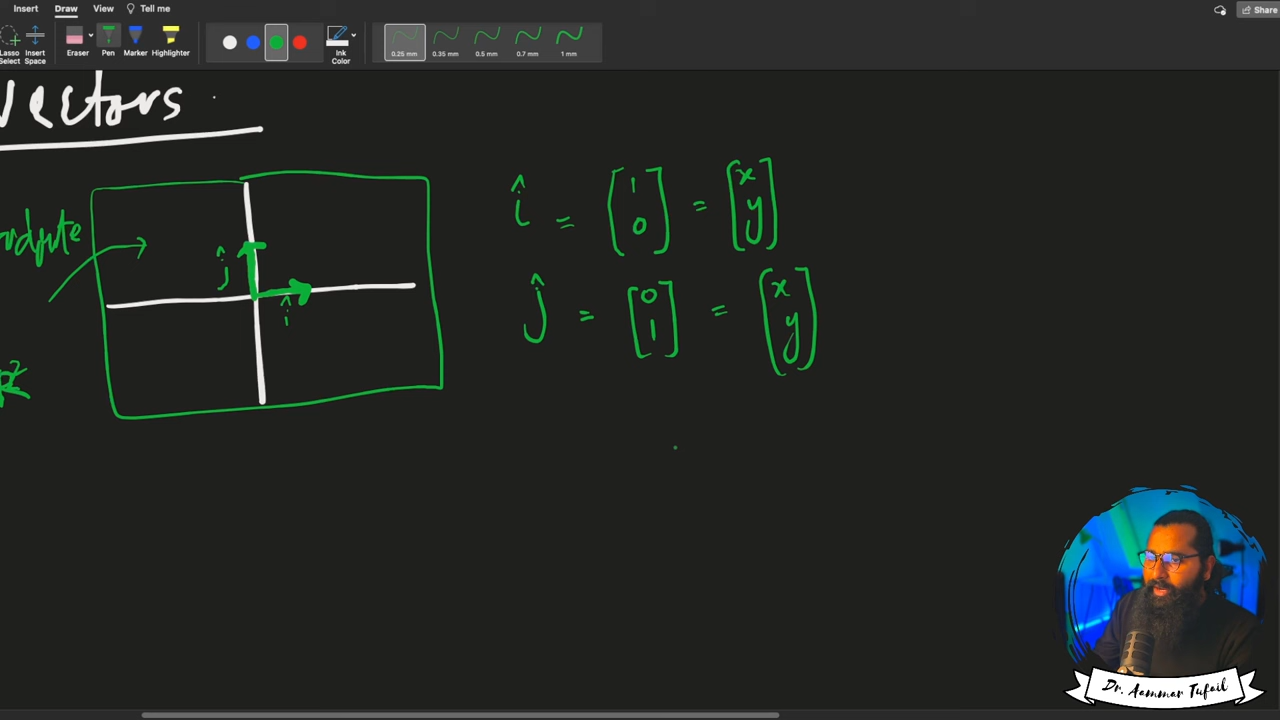 Insert Draw View Tell me
Share
Lasso Select
Insert Space
Eraser
Pen
Marker
Highlighter
Ink Color
0.25 mm
0.35 mm
0.5 mm
0.7 mm
1 mm
Vectors
î = [1 0] = [x y]
ĵ
î
ĵ = [0 1] = [x y]
R²
Dr. Aammar Tufail